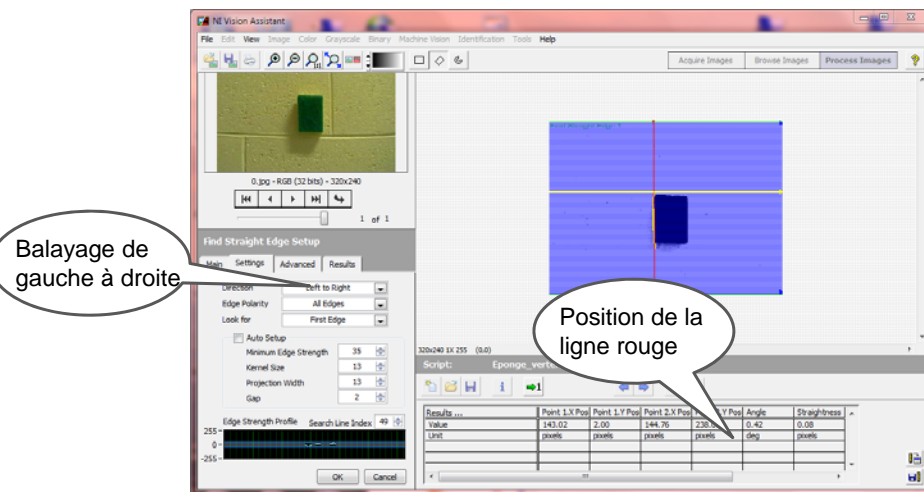 NI Vision Assistant
File Edit View Image Color Grayscale Binary Machine Vision Identification Tools Help
Acquire Images Browse Images Process Images
0.jpg - RGB (32 bits) - 320x240
1 of 1
Find Straight Edge Setup
Main Settings Advanced Results
Balayage de
gauche à droite
Direction Left to Right
Edge Polarity All Edges
Look for First Edge
Auto Setup
Minimum Edge Strength 35
Kernel Size 13
Projection Width 13
Gap 2
Edge Strength Profile Search Line Index 49
255
0
-255
OK Cancel
Position de la
ligne rouge
320x240 1X 255 (0,0)
Script: Eponge_verte
1
Results ... Point 1.X Pos Point 1.Y Pos Point 2.X Pos Y Pos Angle Straightness
Value 143.02 2.00 144.76 0.42 0.08
Unit pixels pixels pixels pixels deg pixels